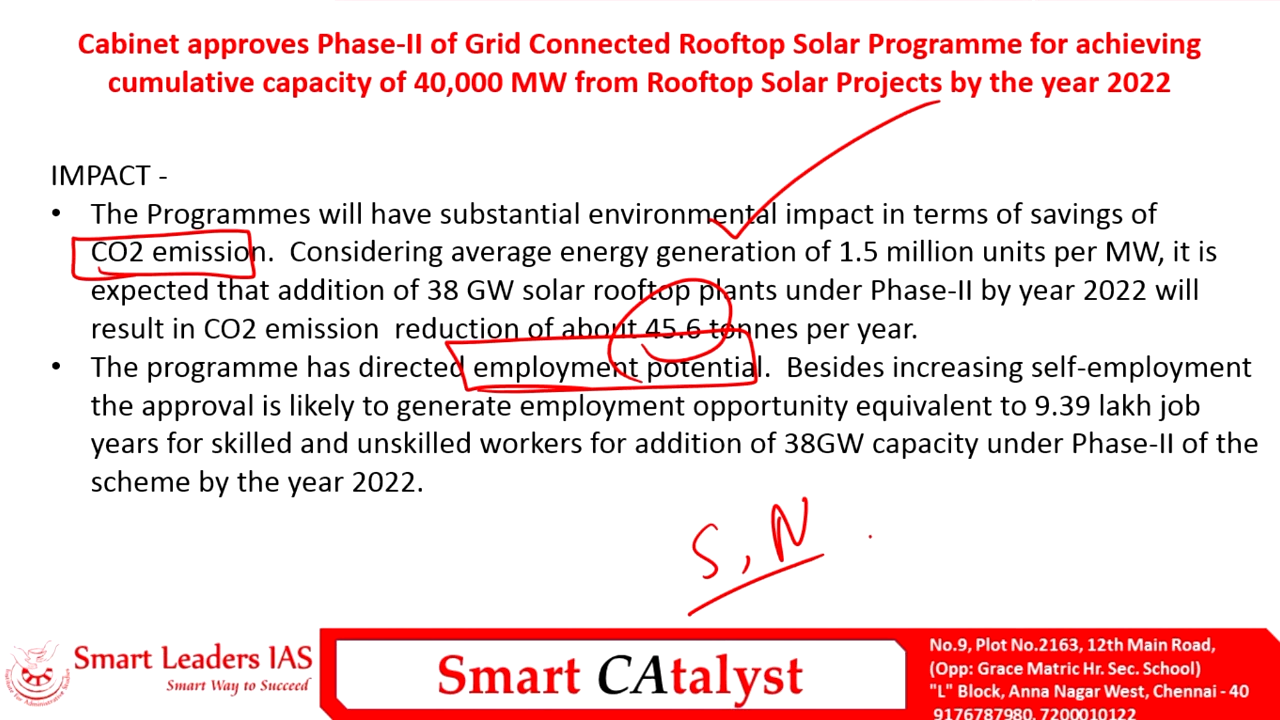 Cabinet approves Phase-II of Grid Connected Rooftop Solar Programme for achieving
cumulative capacity of 40,000 MW from Rooftop Solar Projects by the year 2022
IMPACT -
• The Programmes will have substantial environmental impact in terms of savings of
CO2 emission. Considering average energy generation of 1.5 million units per MW, it is
expected that addition of 38 GW solar rooftop plants under Phase-II by year 2022 will
result in CO2 emission reduction of about 45.6 tonnes per year.
• The programme has directed employment potential. Besides increasing self-employment
the approval is likely to generate employment opportunity equivalent to 9.39 lakh job
years for skilled and unskilled workers for addition of 38GW capacity under Phase-II of the
scheme by the year 2022.
S, N
Smart Leaders IAS
Smart Way to Succeed
Smart CAtalyst
No.9, Plot No.2163, 12th Main Road,
(Opp: Grace Matric Hr. Sec. School)
"L" Block, Anna Nagar West, Chennai - 40
9176787980, 7200010122